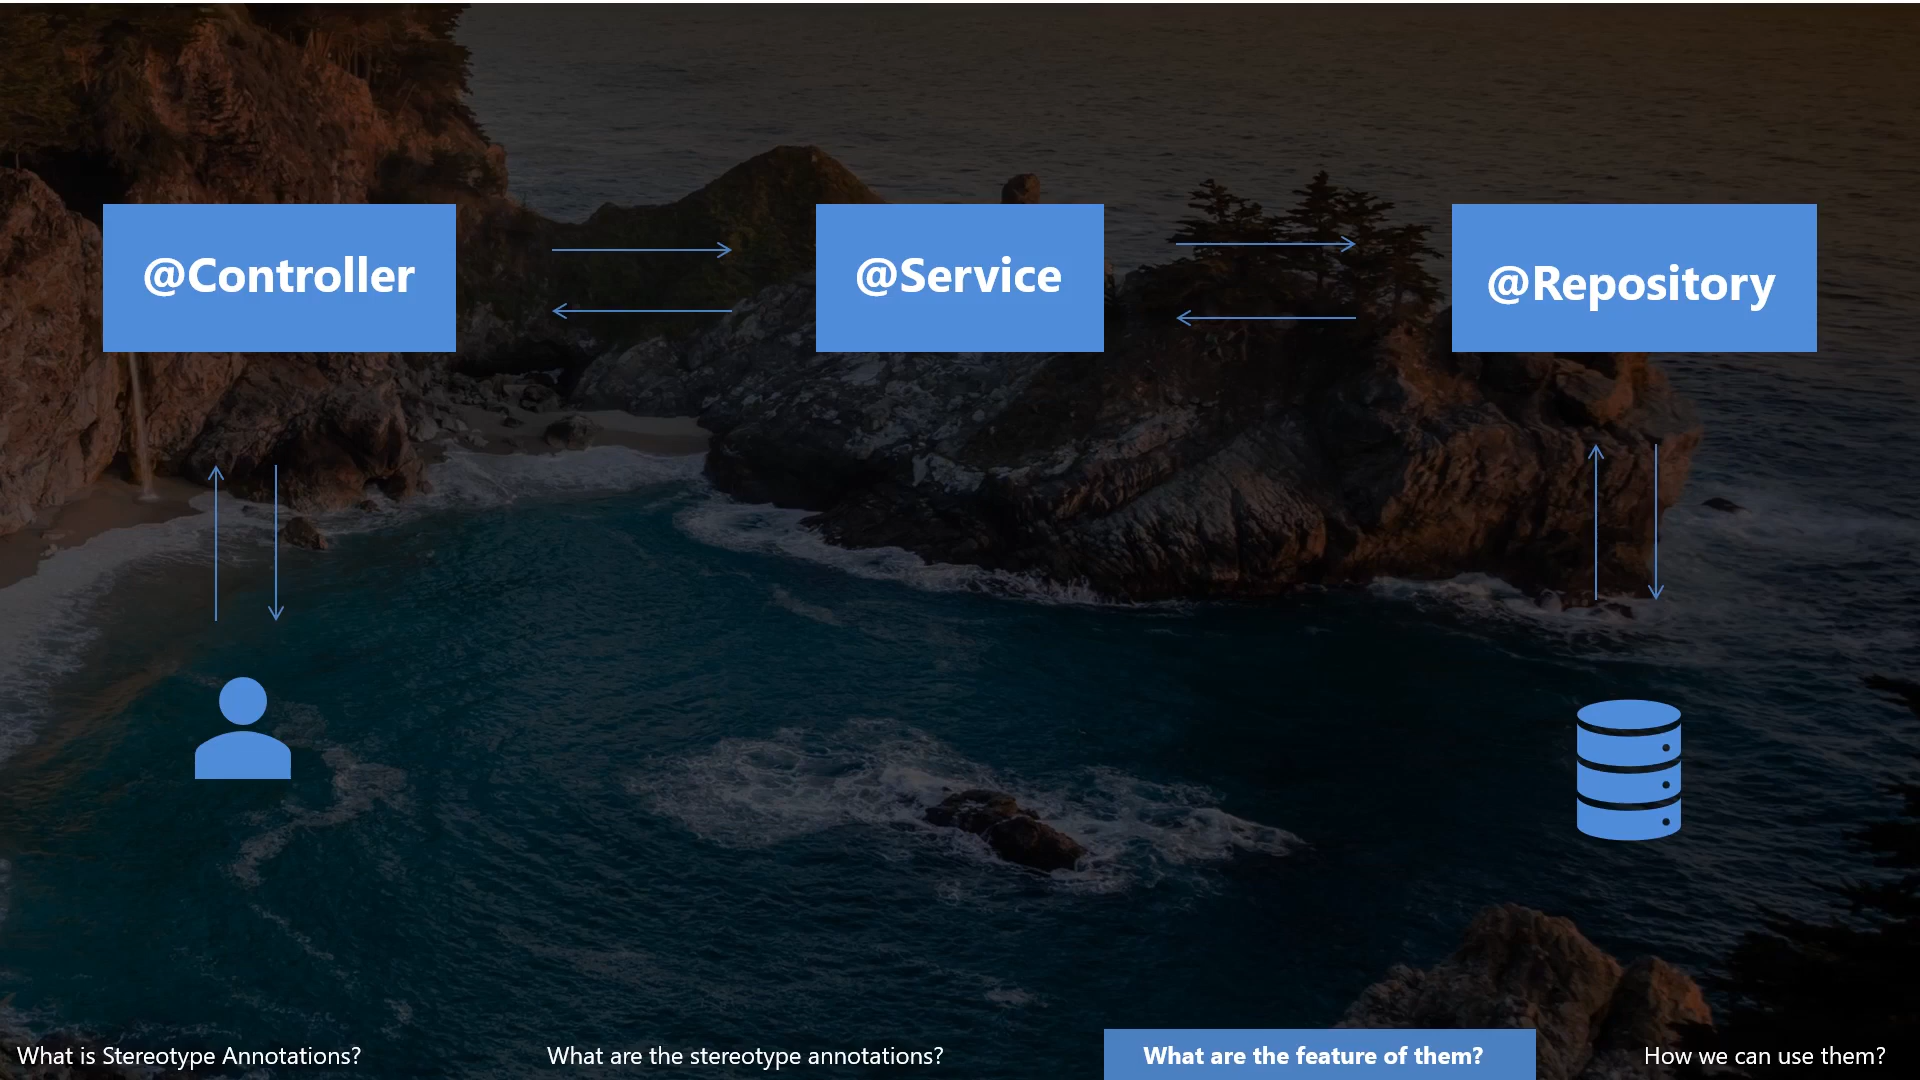 @Controller
@Service
@Repository
What is Stereotype Annotations?
What are the stereotype annotations?
What are the feature of them?
How we can use them?